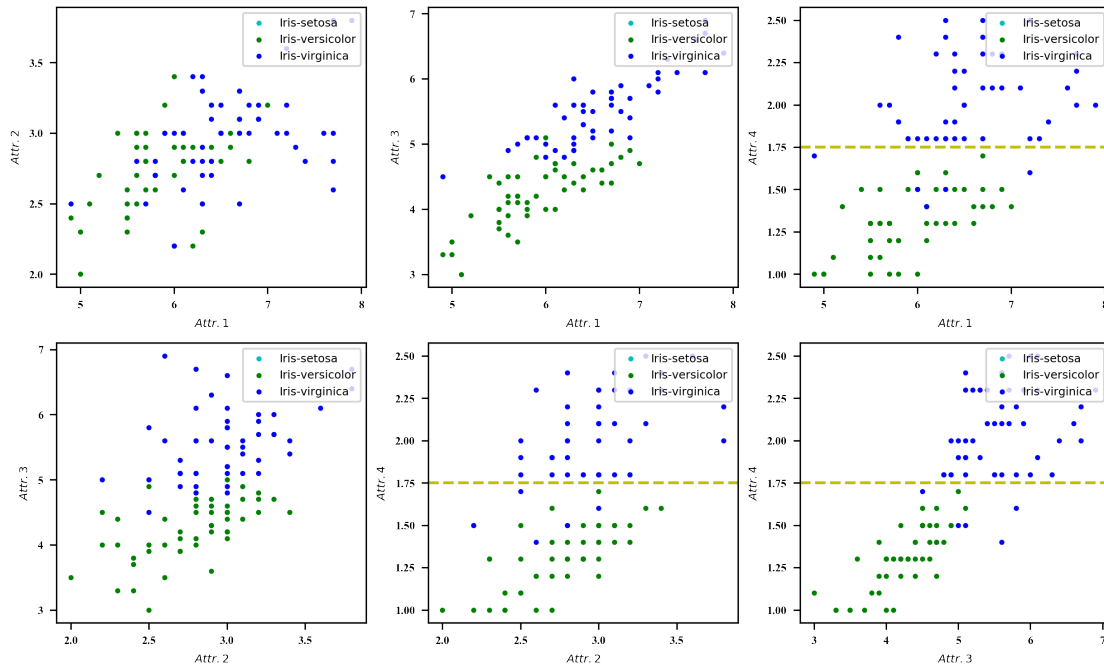 Iris-setosa
Iris-versicolor
Iris-virginica
3.5
3.0
2.5
2.0
Attr. 2
5 6 7 8
Attr. 1
Iris-setosa
Iris-versicolor
Iris-virginica
7
6
5
4
3
Attr. 3
5 6 7 8
Attr. 1
Iris-setosa
Iris-versicolor
Iris-virginica
2.50
2.25
2.00
1.75
1.50
1.25
1.00
Attr. 4
5 6 7 8
Attr. 1
Iris-setosa
Iris-versicolor
Iris-virginica
7
6
5
4
3
Attr. 3
2.0 2.5 3.0 3.5
Attr. 2
Iris-setosa
Iris-versicolor
Iris-virginica
2.50
2.25
2.00
1.75
1.50
1.25
1.00
Attr. 4
2.0 2.5 3.0 3.5
Attr. 2
Iris-setosa
Iris-versicolor
Iris-virginica
2.50
2.25
2.00
1.75
1.50
1.25
1.00
Attr. 4
3 4 5 6 7
Attr. 3